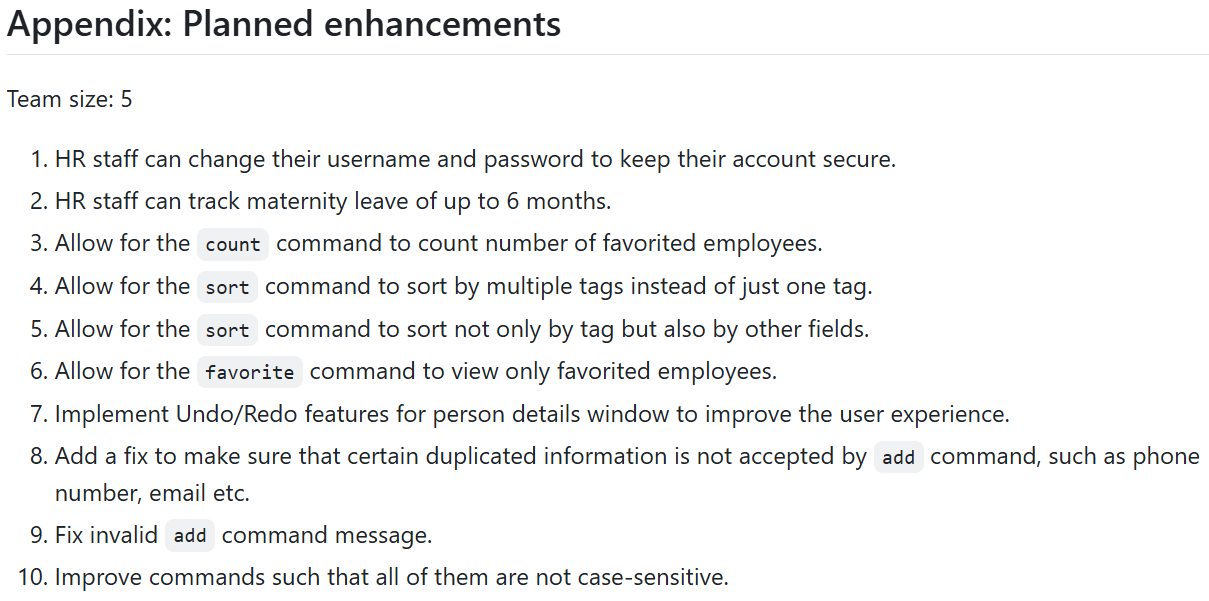 Appendix: Planned enhancements
Team size: 5
1. HR staff can change their username and password to keep their account secure.
2. HR staff can track maternity leave of up to 6 months.
3. Allow for the count command to count number of favorited employees.
4. Allow for the sort command to sort by multiple tags instead of just one tag.
5. Allow for the sort command to sort not only by tag but also by other fields.
6. Allow for the favorite command to view only favorited employees.
7. Implement Undo/Redo features for person details window to improve the user experience.
8. Add a fix to make sure that certain duplicated information is not accepted by add command, such as phone
number, email etc.
9. Fix invalid add command message.
10. Improve commands such that all of them are not case-sensitive.